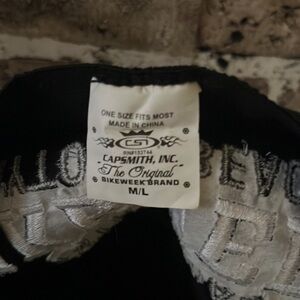 ONE SIZE FITS MOST
MADE IN CHINA
CSI
RN#133744
CAPSMITH, INC.
The Original
BIKEWEEK BRAND
M/L